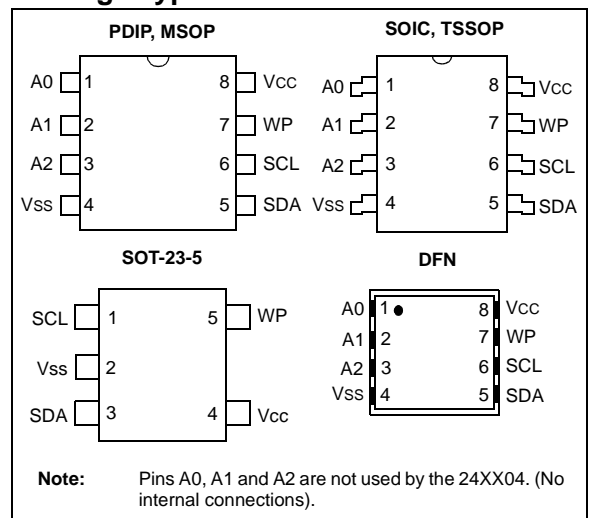 PDIP, MSOP
A0 1 8 VCC
A1 2 7 WP
A2 3 6 SCL
VSS 4 5 SDA
SOIC, TSSOP
A0 1 8 VCC
A1 2 7 WP
A2 3 6 SCL
VSS 4 5 SDA
SOT-23-5
SCL 1 5 WP
Vss 2
SDA 3 4 Vcc
DFN
A0 1 8 VCC
A1 2 7 WP
A2 3 6 SCL
VSS 4 5 SDA
Note: Pins A0, A1 and A2 are not used by the 24XX04. (No
internal connections).